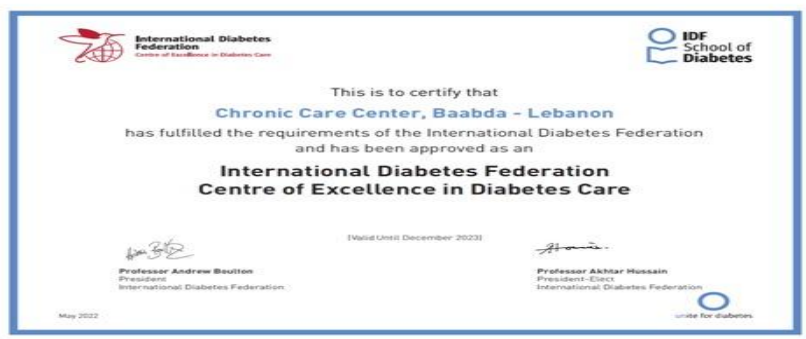 International Diabetes
Federation
Centre of Excellence in Diabetes Care
IDF
School of
Diabetes
This is to certify that
Chronic Care Center, Baabda - Lebanon
has fulfilled the requirements of the International Diabetes Federation
and has been approved as an
International Diabetes Federation
Centre of Excellence in Diabetes Care
[Valid Until December 2023]
Professor Andrew Boulton
President
International Diabetes Federation
Professor Akhtar Hussain
President-Elect
International Diabetes Federation
May 2022
unite for diabetes